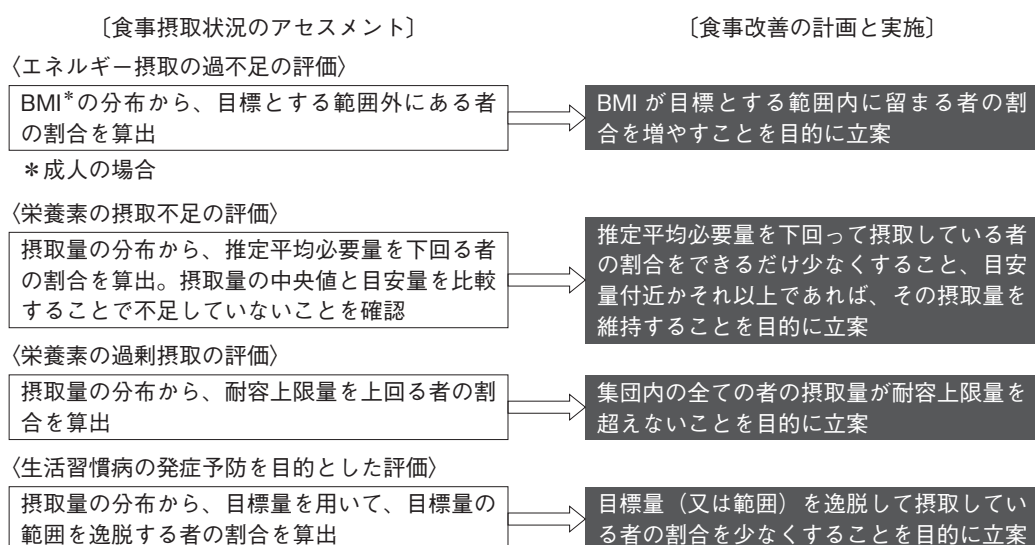 〔食事摂取状況のアセスメント〕
〔食事改善の計画と実施〕
〈エネルギー摂取の過不足の評価〉
BMI*の分布から、目標とする範囲外にある者
の割合を算出
BMI が目標とする範囲内に留まる者の割
合を増やすことを目的に立案
＊成人の場合
〈栄養素の摂取不足の評価〉
摂取量の分布から、推定平均必要量を下回る者
の割合を算出。摂取量の中央値と目安量を比較
することで不足していないことを確認
推定平均必要量を下回って摂取している者
の割合をできるだけ少なくすること、目安
量付近かそれ以上であれば、その摂取量を
維持することを目的に立案
〈栄養素の過剰摂取の評価〉
摂取量の分布から、耐容上限量を上回る者の割
合を算出
集団内の全ての者の摂取量が耐容上限量を
超えないことを目的に立案
〈生活習慣病の発症予防を目的とした評価〉
摂取量の分布から、目標量を用いて、目標量の
範囲を逸脱する者の割合を算出
目標量（又は範囲）を逸脱して摂取してい
る者の割合を少なくすることを目的に立案